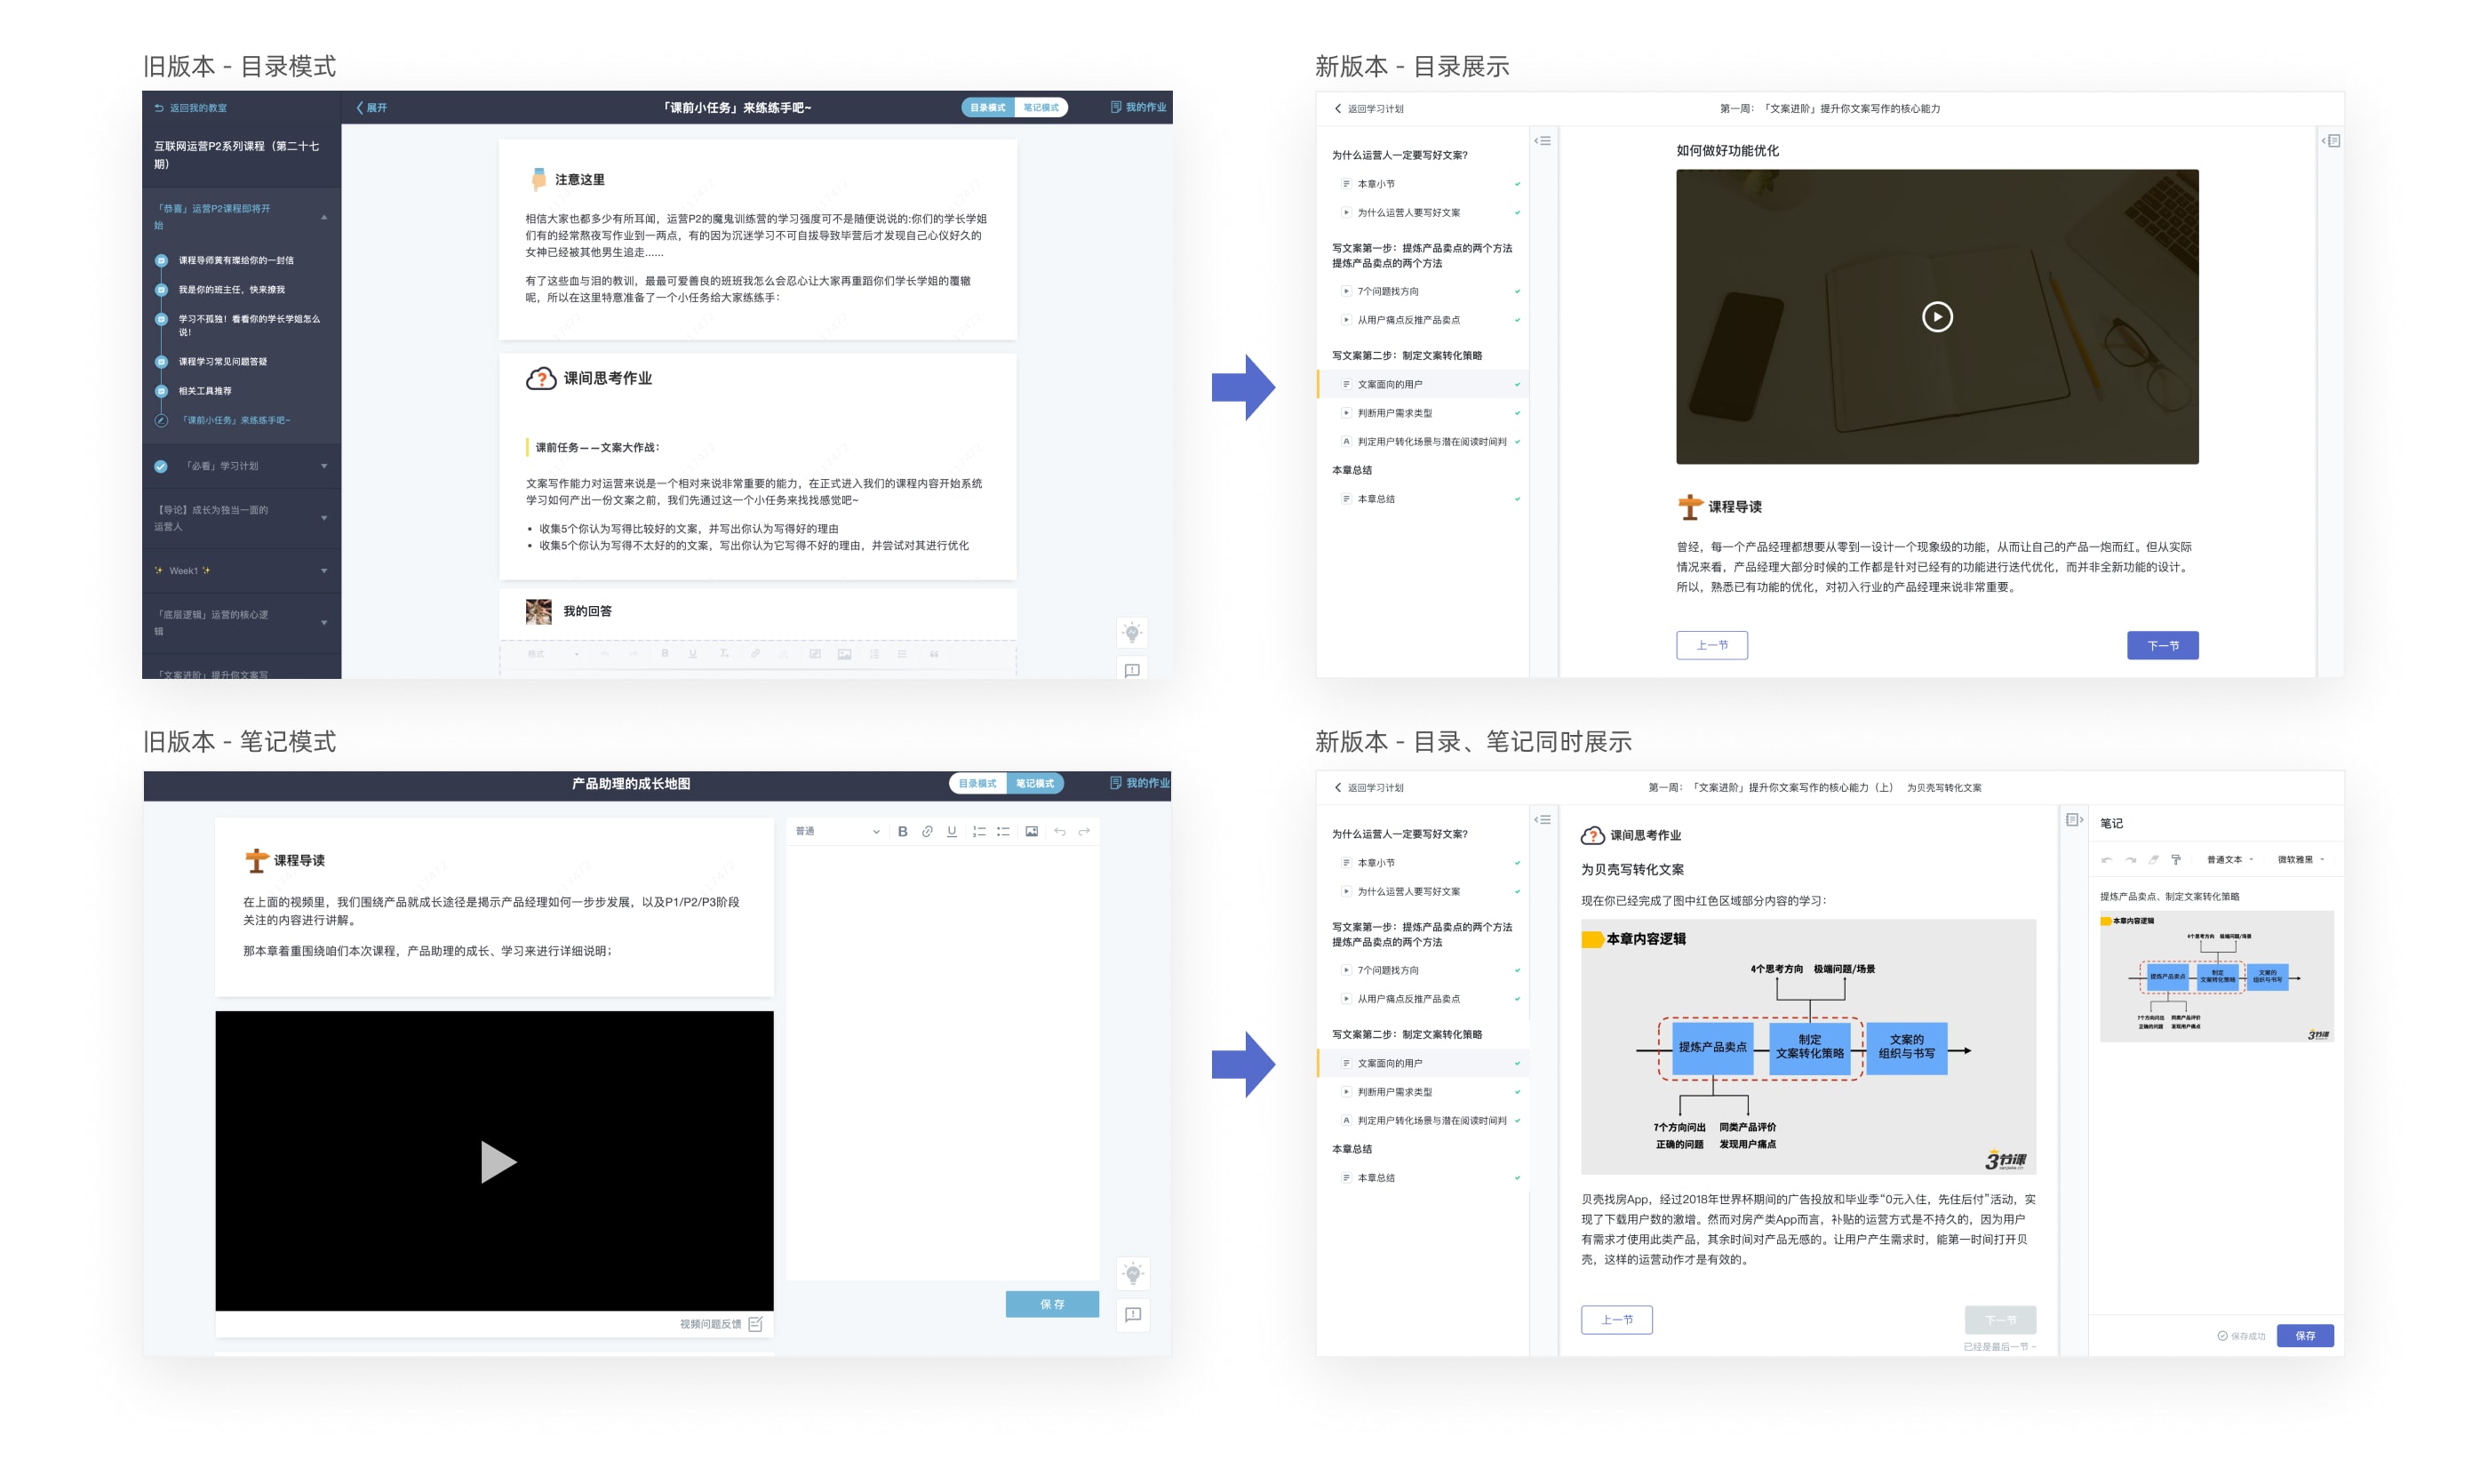 旧版本 - 目录模式
返回我的教室
展开
「课前小任务」来练练手吧~
目录模式
笔记模式
我的作业
互联网运营P2系列课程（第二十七
期）
「恭喜」运营P2课程即将开
始
课程导师黄有璨给你的一封信
我是你的班主任，快来撩我
学习不孤独！看看你的学长学姐怎么
说！
课程学习常见问题答疑
相关工具推荐
「课前小任务」来练练手吧~
「必看」学习计划
【导论】成长为独当一面的
运营人
Week1
「底层逻辑」运营的核心逻
辑
「文案进阶」提升你文案写
注意这里
相信大家也都多少有所耳闻，运营P2的魔鬼训练营的学习强度可不是随便说说的:你们的学长学姐
们有的经常熬夜写作业到一两点，有的因为沉迷学习不可自拔导致毕营后才发现自己心仪好久的
女神已经被其他男生追走......
有了这些血与泪的教训，最最可爱善良的班班我怎么会忍心让大家再重蹈你们学长学姐的覆辙
呢，所以在这里特意准备了一个小任务给大家练练手：
课间思考作业
课前任务——文案大作战：
文案写作能力对运营来说是一个相对来说非常重要的能力，在正式进入我们的课程内容开始系统
学习如何产出一份文案之前，我们先通过这一个小任务来找找感觉吧~
• 收集5个你认为写得比较好的文案，并写出你认为写得好的理由
• 收集5个你认为写得不太好的的文案，写出你认为它写得不好的理由，并尝试对其进行优化
我的回答
格式
新版本 - 目录展示
返回学习计划
第一周：「文案进阶」提升你文案写作的核心能力
为什么运营人一定要写好文案？
本章小节
为什么运营人要写好文案
写文案第一步：提炼产品卖点的两个方法
提炼产品卖点的两个方法
7个问题找方向
从用户痛点反推产品卖点
写文案第二步：制定文案转化策略
文案面向的用户
判断用户需求类型
判定用户转化场景与潜在阅读时间判
本章总结
本章总结
如何做好功能优化
课程导读
曾经，每一个产品经理都想要从零到一设计一个现象级的功能，从而让自己的产品一炮而红。但从实际
情况来看，产品经理大部分时候的工作都是针对已经有的功能进行迭代优化，而并非全新功能的设计。
所以，熟悉已有功能的优化，对初入行业的产品经理来说非常重要。
上一节
下一节
旧版本 - 笔记模式
产品助理的成长地图
目录模式
笔记模式
我的作业
课程导读
在上面的视频里，我们围绕产品就成长途径是揭示产品经理如何一步步发展，以及P1/P2/P3阶段
关注的内容进行讲解。
那本章着重围绕咱们本次课程，产品助理的成长、学习来进行详细说明；
视频问题反馈
普通
保存
新版本 - 目录、笔记同时展示
返回学习计划
第一周：「文案进阶」提升你文案写作的核心能力（上） 为贝壳写转化文案
为什么运营人一定要写好文案？
本章小节
为什么运营人要写好文案
写文案第一步：提炼产品卖点的两个方法
提炼产品卖点的两个方法
7个问题找方向
从用户痛点反推产品卖点
写文案第二步：制定文案转化策略
文案面向的用户
判断用户需求类型
判定用户转化场景与潜在阅读时间判
本章总结
本章总结
课间思考作业
为贝壳写转化文案
现在你已经完成了图中红色区域部分内容的学习：
本章内容逻辑
4个思考方向 极端问题/场景
提炼产品卖点
制定
文案转化策略
文案的
组织与书写
7个方向问出
正确的问题
同类产品评价
发现用户痛点
3节课
贝壳找房App，经过2018年世界杯期间的广告投放和毕业季“0元入住，先住后付”活动，实
现了下载用户数的激增。然而对房产类App而言，补贴的运营方式是不持久的，因为用户
有需求才使用此类产品，其余时间对产品无感的。让用户产生需求时，能第一时间打开贝
壳，这样的运营动作才是有效的。
上一节
下一节
已经是最后一节 ~
笔记
普通文本
微软雅黑
提炼产品卖点、制定文案转化策略
本章内容逻辑
4个思考方向 极端问题/场景
提炼产品卖点
制定
文案转化策略
文案的
组织与书写
7个方向问出
正确的问题
同类产品评价
发现用户痛点
3节课
保存成功
保存